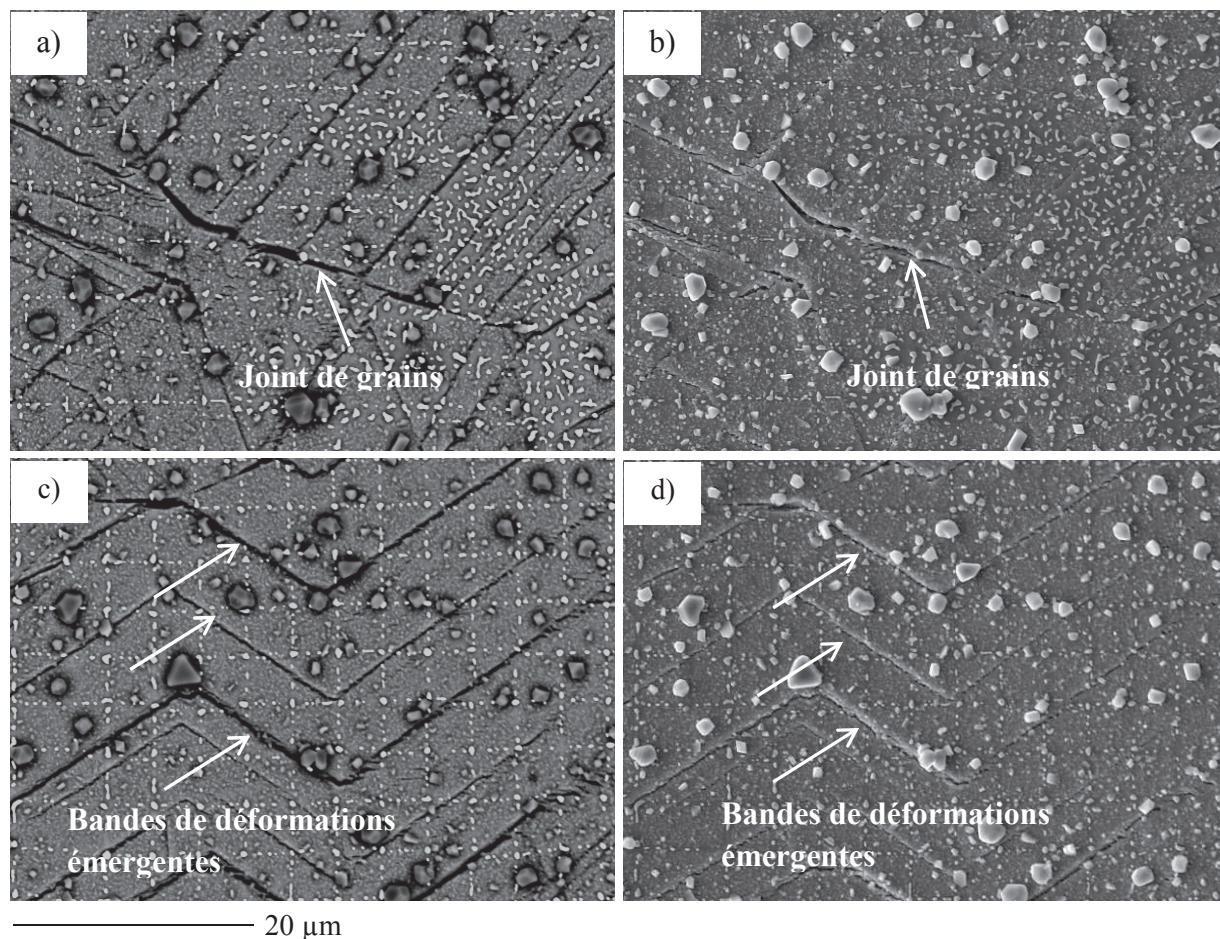 a)
b)
Joint de grains
Joint de grains
c)
d)
Bandes de déformations
émergentes
Bandes de déformations
émergentes
20 µm